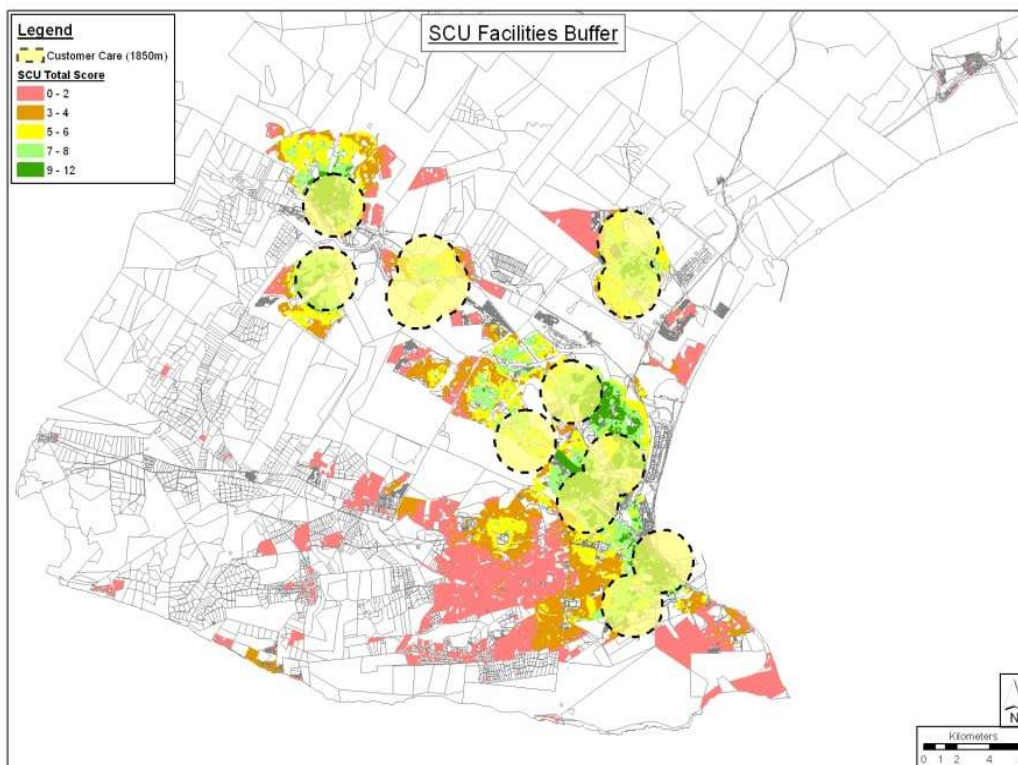 SCU Facilities Buffer
Legend
Customer Care (1850m)
SCU Total Score
0 - 2
3 - 4
5 - 6
7 - 8
9 - 12
N
Kilometers
0 1 2 4